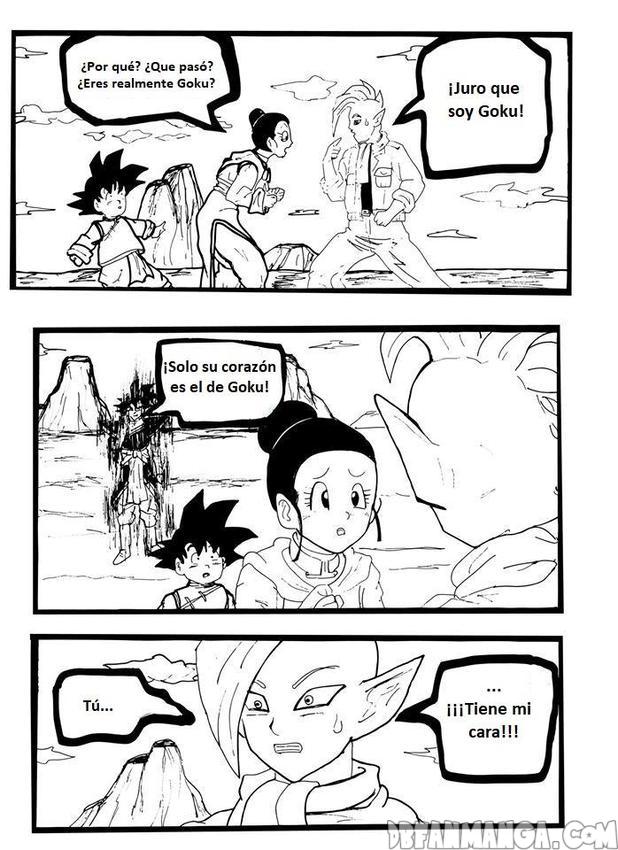 ¿Por qué? ¿Que pasó?
¿Eres realmente Goku?
¡Juro que
soy Goku!
¡Solo su corazón
es el de Goku!
Tú...
...
¡¡¡Tiene mi
cara!!!
DBFANMANGA.COM